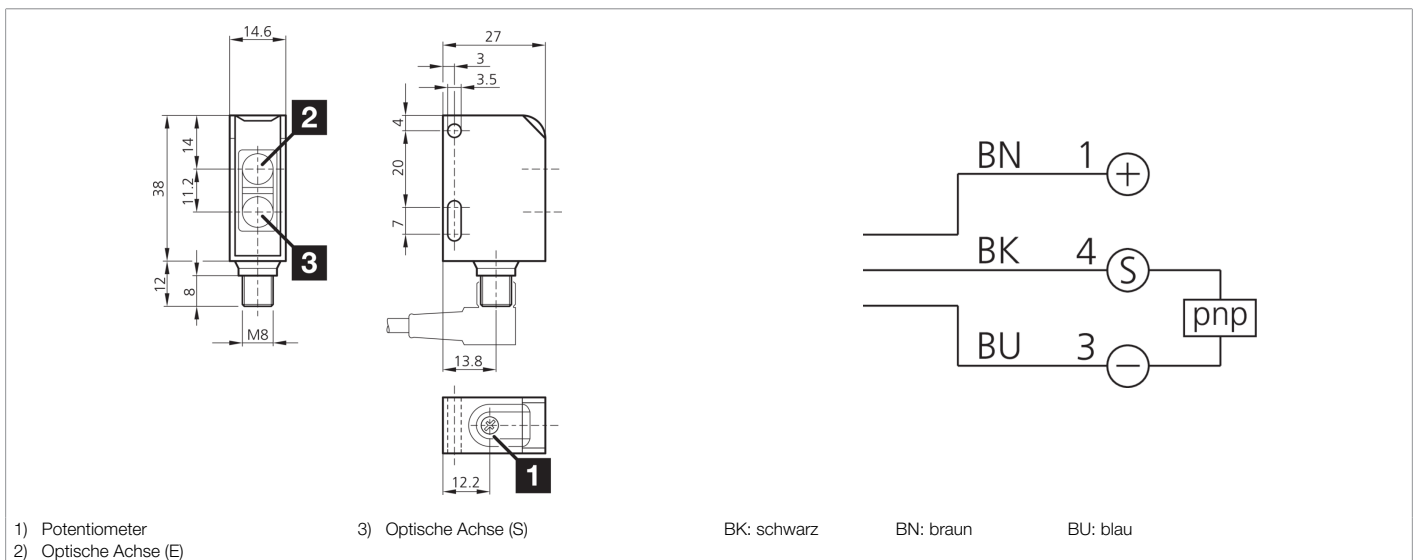 14.6
2
14
38
11.2
3
12
8
M8
27
3
3.5
4
20
7
13.8
12.2
1
BN 1
+
BK 4
S
pnp
BU 3
−
1) Potentiometer
2) Optische Achse (E)
3) Optische Achse (S)
BK: schwarz
BN: braun
BU: blau